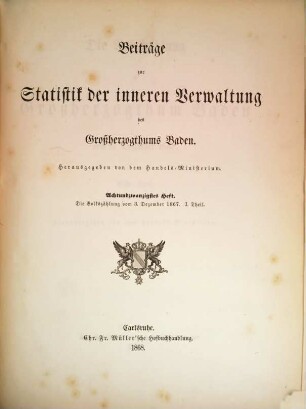 Beiträge
zur
Statistik der inneren Verwaltung
des
Großherzogthums Baden.
Herausgegeben von dem Handels-Ministerium.
Achtundzwanzigstes Heft.
Die Volkszählung vom 3. Dezember 1867. I. Theil.
Carlsruhe.
Chr. Fr. Müller'sche Hofbuchhandlung.
1868.